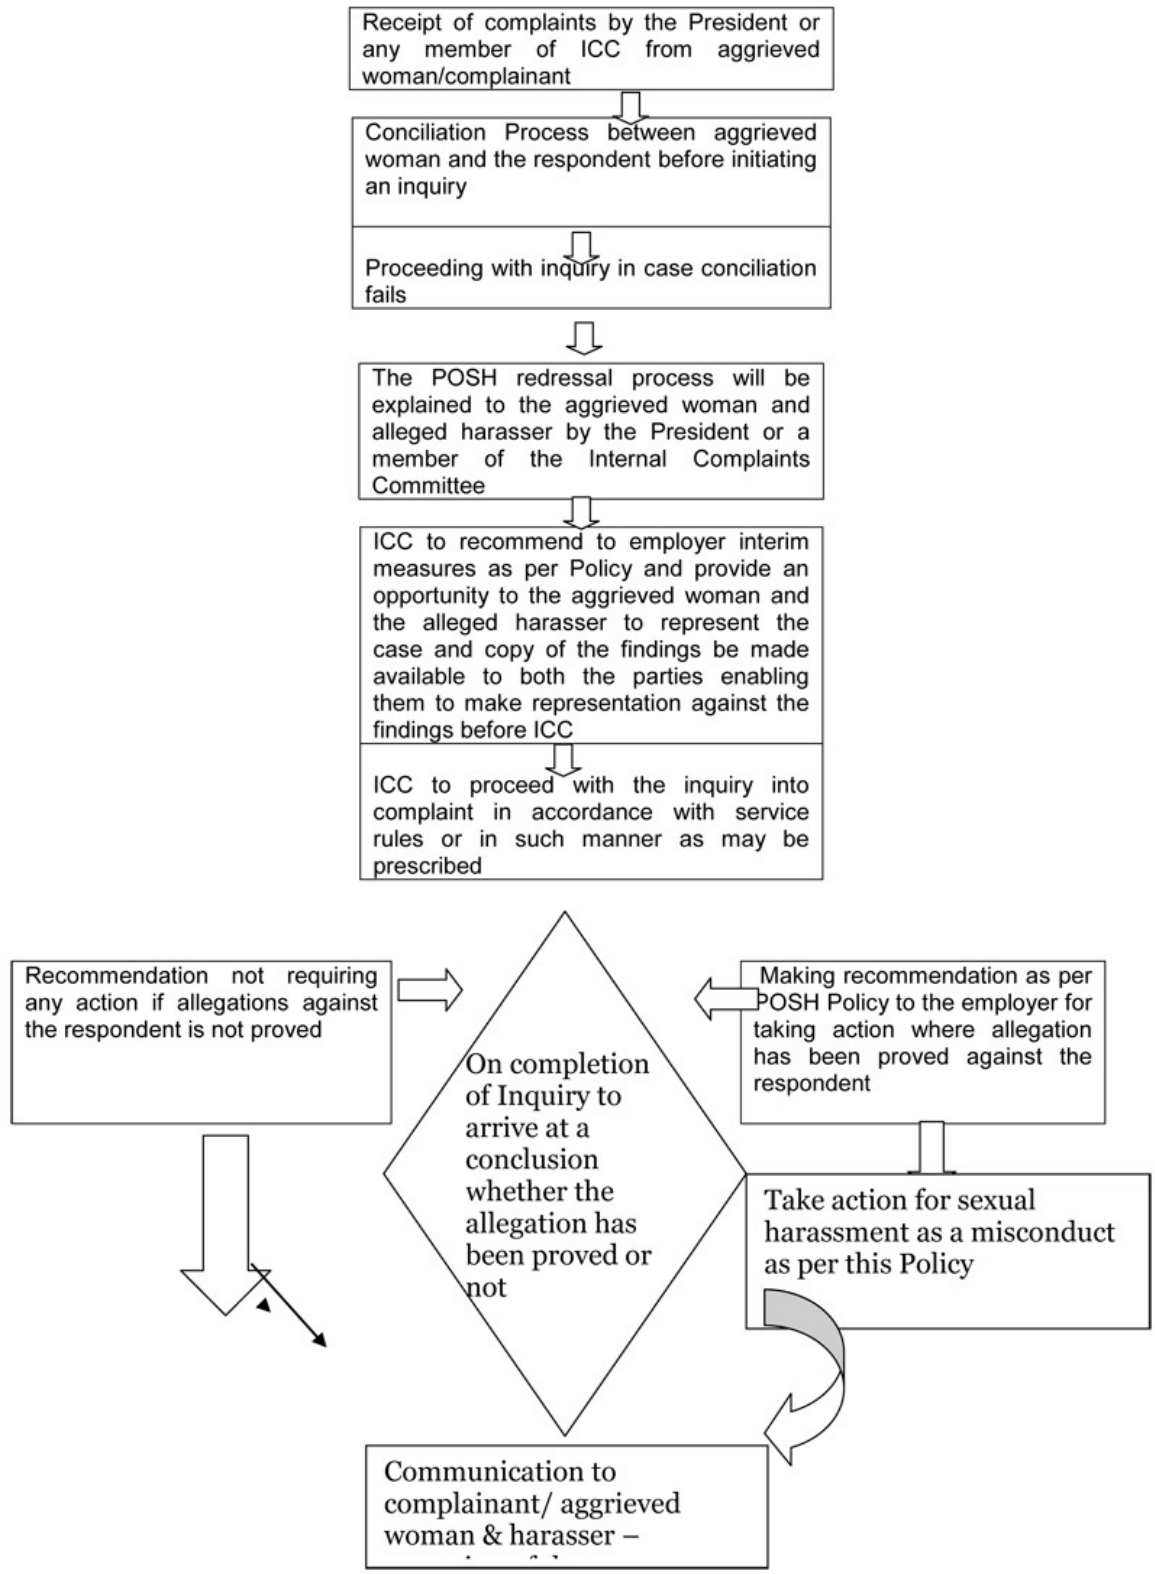 Receipt of complaints by the President or
any member of ICC from aggrieved
woman/complainant
Conciliation Process between aggrieved
woman and the respondent before initiating
an inquiry
Proceeding with inquiry in case conciliation
fails
The POSH redressal process will be
explained to the aggrieved woman and
alleged harasser by the President or a
member of the Internal Complaints
Committee
ICC to recommend to employer interim
measures as per Policy and provide an
opportunity to the aggrieved woman and
the alleged harasser to represent the
case and copy of the findings be made
available to both the parties enabling
them to make representation against the
findings before ICC
ICC to proceed with the inquiry into
complaint in accordance with service
rules or in such manner as may be
prescribed
Recommendation not requiring
any action if allegations against
the respondent is not proved
On completion
of Inquiry to
arrive at a
conclusion
whether the
allegation has
been proved or
not
Making recommendation as per
POSH Policy to the employer for
taking action where allegation
has been proved against the
respondent
Take action for sexual
harassment as a misconduct
as per this Policy
Communication to
complainant/ aggrieved
woman & harasser –